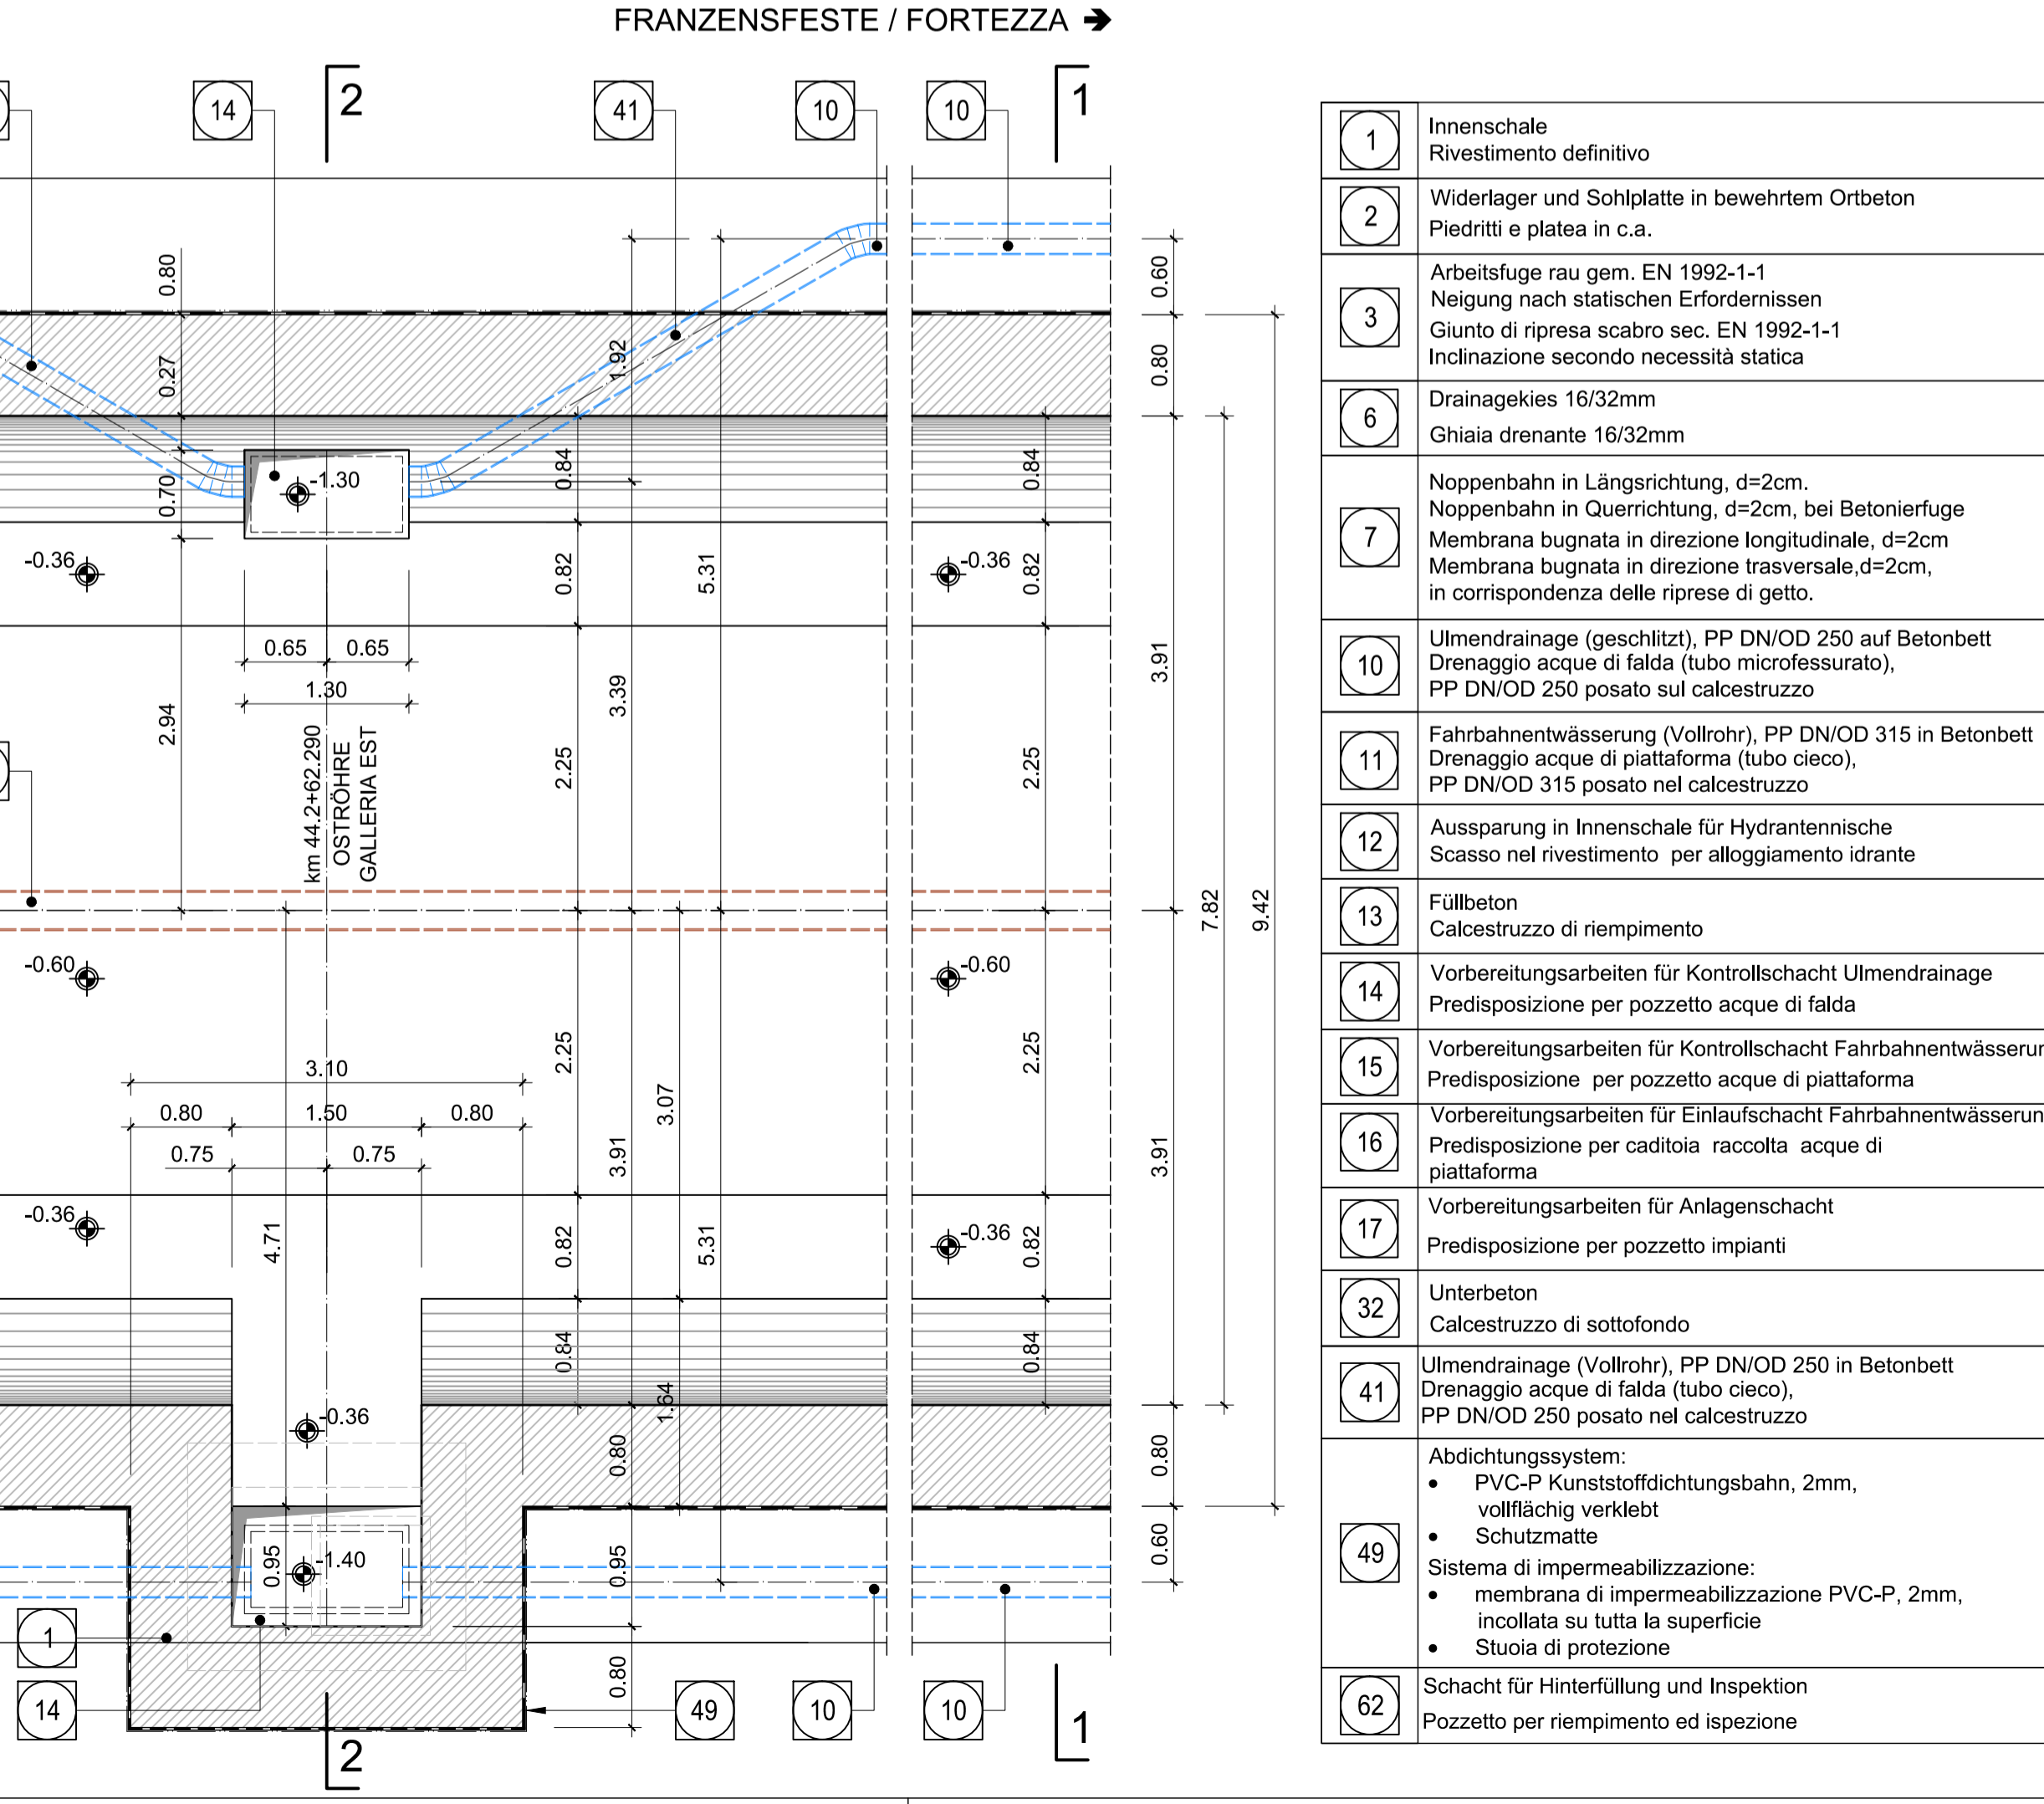 FRANZENSFESTE / FORTEZZA ➔
14
2
41
10
10
1
0.80
0.27
0.70
2.94
-1.30
-0.36
0.65
0.65
1.30
km 44.2+62.290
OSTRÖHRE
GALLERIA EST
1.92
0.84
0.82
2.25
3.39
5.31
-0.36
0.84
0.82
2.25
0.60
0.80
3.91
7.82
9.42
-0.60
-0.60
3.10
0.80
1.50
0.80
0.75
0.75
4.71
2.25
3.91
3.07
2.25
3.91
-0.36
0.82
5.31
-0.36
0.82
0.84
1.64
0.84
-0.36
0.80
0.80
0.95
-1.40
0.95
0.60
0.80
1
14
2
49
10
10
1
1
Innenschale
Rivestimento definitivo
2
Widerlager und Sohlplatte in bewehrtem Ortbeton
Piedritti e platea in c.a.
3
Arbeitsfuge rau gem. EN 1992-1-1
Neigung nach statischen Erfordernissen
Giunto di ripresa scabro sec. EN 1992-1-1
Inclinazione secondo necessità statica
6
Drainagekies 16/32mm
Ghiaia drenante 16/32mm
7
Noppenbahn in Längsrichtung, d=2cm.
Noppenbahn in Querrichtung, d=2cm, bei Betonierfuge
Membrana bugnata in direzione longitudinale, d=2cm
Membrana bugnata in direzione trasversale,d=2cm,
in corrispondenza delle riprese di getto.
10
Ulmendrainage (geschlitzt), PP DN/OD 250 auf Betonbett
Drenaggio acque di falda (tubo microfessurato),
PP DN/OD 250 posato sul calcestruzzo
11
Fahrbahnentwässerung (Vollrohr), PP DN/OD 315 in Betonbett
Drenaggio acque di piattaforma (tubo cieco),
PP DN/OD 315 posato nel calcestruzzo
12
Aussparung in Innenschale für Hydrantennische
Scasso nel rivestimento per alloggiamento idrante
13
Füllbeton
Calcestruzzo di riempimento
14
Vorbereitungsarbeiten für Kontrollschacht Ulmendrainage
Predisposizione per pozzetto acque di falda
15
Vorbereitungsarbeiten für Kontrollschacht Fahrbahnentwässerun
Predisposizione per pozzetto acque di piattaforma
16
Vorbereitungsarbeiten für Einlaufschacht Fahrbahnentwässerun
Predisposizione per caditoia raccolta acque di
piattaforma
17
Vorbereitungsarbeiten für Anlagenschacht
Predisposizione per pozzetto impianti
32
Unterbeton
Calcestruzzo di sottofondo
41
Ulmendrainage (Vollrohr), PP DN/OD 250 in Betonbett
Drenaggio acque di falda (tubo cieco),
PP DN/OD 250 posato nel calcestruzzo
49
Abdichtungssystem:
• PVC-P Kunststoffdichtungsbahn, 2mm,
vollflächig verklebt
• Schutzmatte
Sistema di impermeabilizzazione:
• membrana di impermeabilizzazione PVC-P, 2mm,
incollata su tutta la superficie
• Stuoia di protezione
62
Schacht für Hinterfüllung und Inspektion
Pozzetto per riempimento ed ispezione